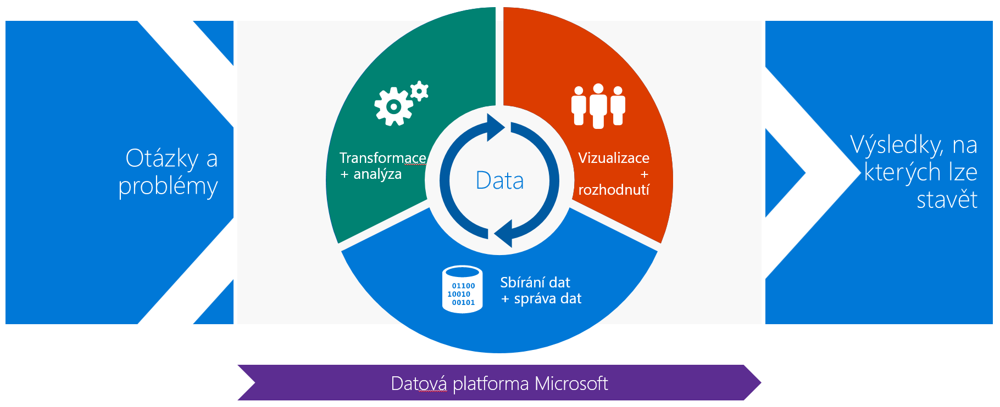 Otázky a
problémy
Transformace
+ analýza
Data
Vizualizace
+
rozhodnutí
01100
10010
00101
Sbírání dat
+ správa dat
Výsledky, na
kterých lze
stavět
Datová platforma Microsoft